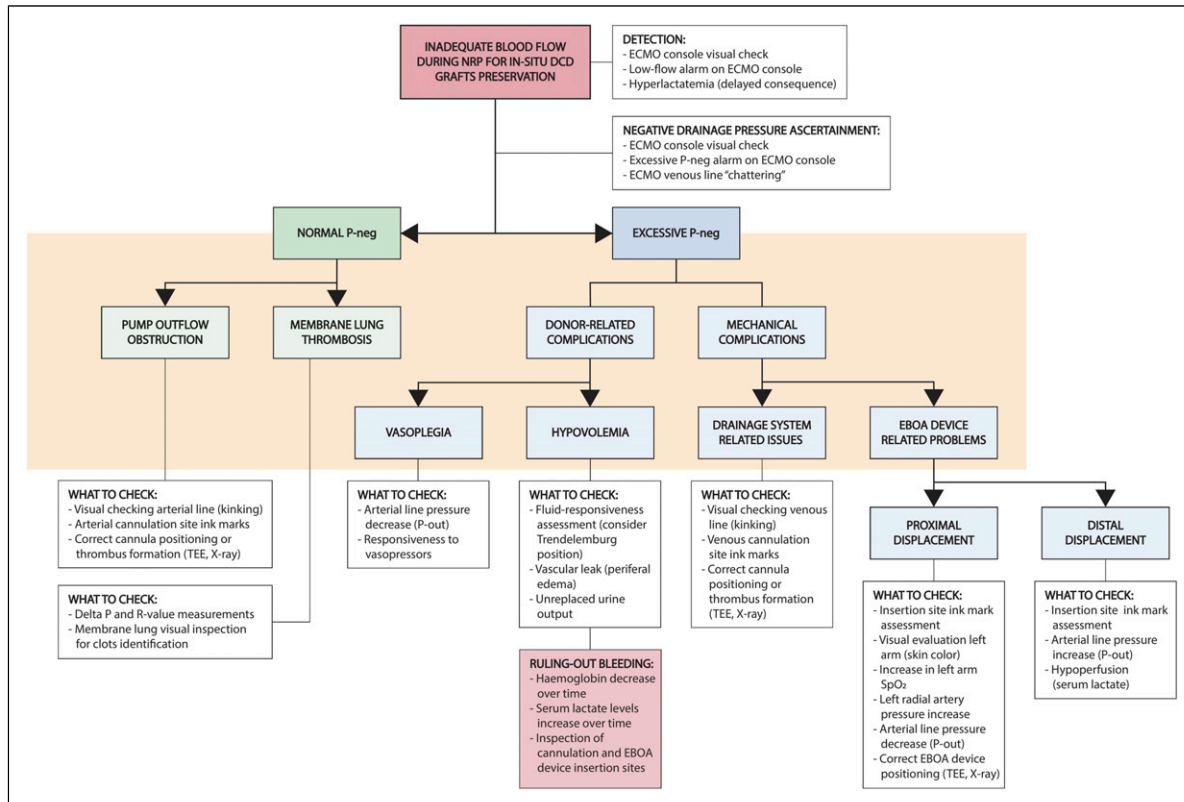 INADEQUATE BLOOD FLOW
DURING NRP FOR IN-SITU DCD
GRAFTS PRESERVATION
DETECTION:
- ECMO console visual check
- Low-flow alarm on ECMO console
- Hyperlactatemia (delayed consequence)
NEGATIVE DRAINAGE PRESSURE ASCERTAINMENT:
- ECMO console visual check
- Excessive P-neg alarm on ECMO console
- ECMO venous line "chattering"
NORMAL P-neg
EXCESSIVE P-neg
PUMP OUTFLOW
OBSTRUCTION
MEMBRANE LUNG
THROMBOSIS
DONOR-RELATED
COMPLICATIONS
MECHANICAL
COMPLICATIONS
VASOPLEGIA
HYPOVOLEMIA
DRAINAGE SYSTEM
RELATED ISSUES
EBOA DEVICE
RELATED PROBLEMS
WHAT TO CHECK:
- Visual checking arterial line (kinking)
- Arterial cannulation site ink marks
- Correct cannula positioning or
thrombus formation (TEE, X-ray)
WHAT TO CHECK:
- Delta P and R-value measurements
- Membrane lung visual inspection
for clots identification
WHAT TO CHECK:
- Arterial line pressure
decrease (P-out)
- Responsiveness to
vasopressors
WHAT TO CHECK:
- Fluid-responsiveness
assessment (consider
Trendelemburg
position)
- Vascular leak (periferal
edema)
- Unreplaced urine
output
RULING-OUT BLEEDING:
- Haemoglobin decrease
over time
- Serum lactate levels
increase over time
- Inspection of
cannulation and EBOA
device insertion sites
WHAT TO CHECK:
- Visual checking venous
line (kinking)
- Venous cannulation
site ink marks
- Correct cannula
positioning or
thrombus formation
(TEE, X-ray)
PROXIMAL
DISPLACEMENT
DISTAL
DISPLACEMENT
WHAT TO CHECK:
- Insertion site ink mark
assessment
- Visual evaluation left
arm (skin color)
- Increase in left arm
SpO₂
- Left radial artery
pressure increase
- Arterial line pressure
decrease (P-out)
- Correct EBOA device
positioning (TEE, X-ray)
WHAT TO CHECK:
- Insertion site ink mark
assessment
- Arterial line pressure
increase (P-out)
- Hypoperfusion
(serum lactate)